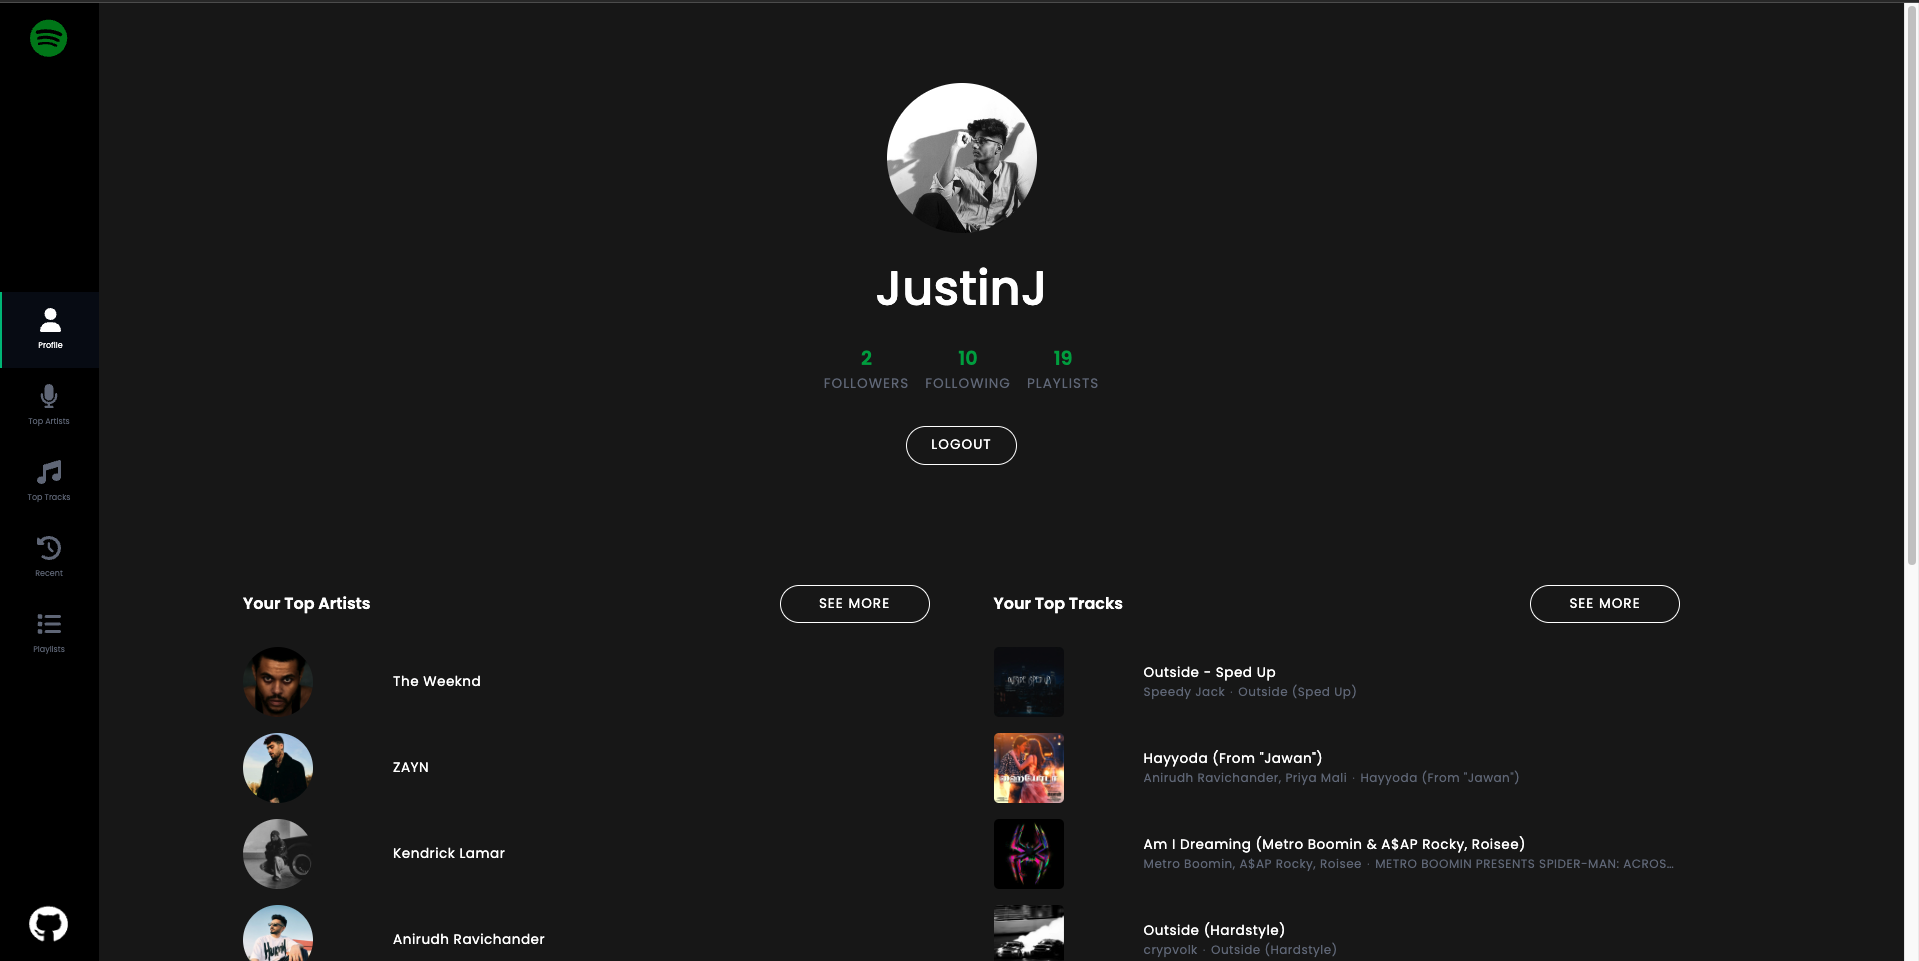 JustinJ
2
10
19
FOLLOWERS
FOLLOWING
PLAYLISTS
LOGOUT
Profile
Top Artists
Top Tracks
Recent
Playlists
Your Top Artists
SEE MORE
The Weeknd
ZAYN
Kendrick Lamar
Anirudh Ravichander
Your Top Tracks
SEE MORE
Outside - Sped Up
Speedy Jack · Outside (Sped Up)
Hayyoda (From "Jawan")
Anirudh Ravichander, Priya Mali · Hayyoda (From "Jawan")
Am I Dreaming (Metro Boomin & A$AP Rocky, Roisee)
Metro Boomin, A$AP Rocky, Roisee · METRO BOOMIN PRESENTS SPIDER-MAN: ACROS…
Outside (Hardstyle)
crypvolk · Outside (Hardstyle)